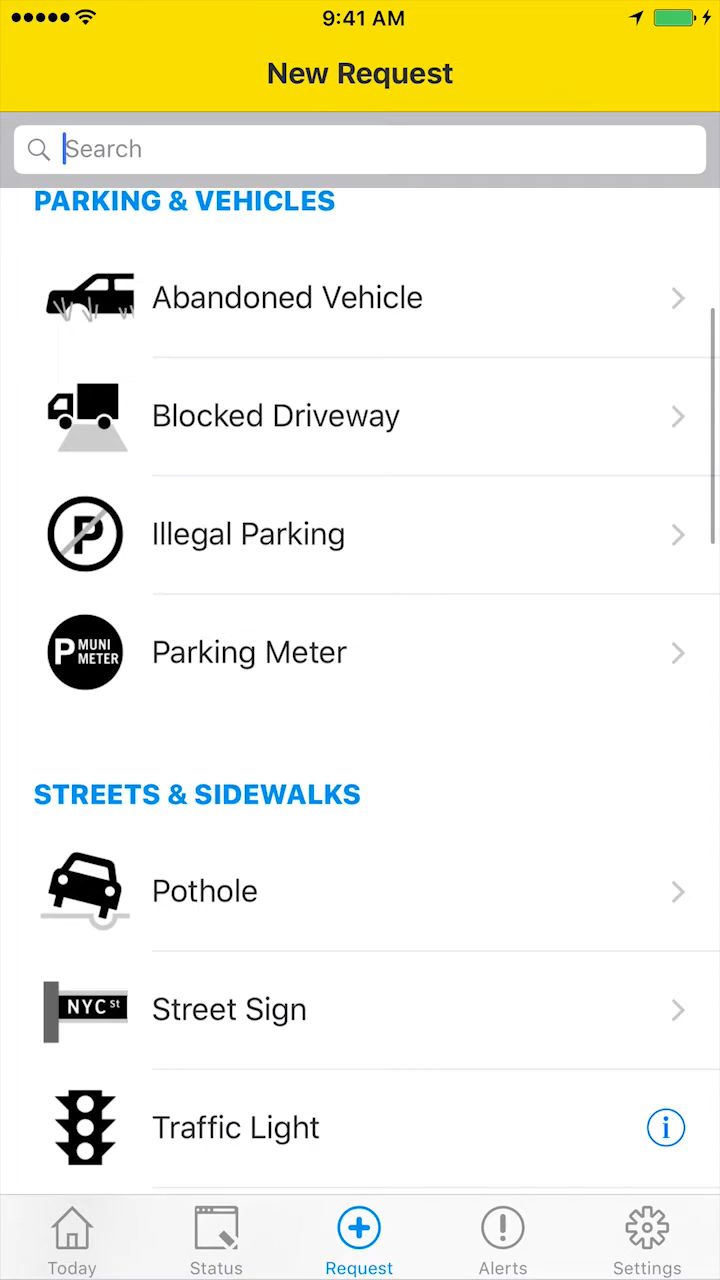 9:41 AM
New Request
Search
PARKING & VEHICLES
Abandoned Vehicle
Blocked Driveway
P
Illegal Parking
P MUNI
METER
Parking Meter
STREETS & SIDEWALKS
Pothole
NYC St
Street Sign
Traffic Light
i
Today
Status
Request
Alerts
Settings